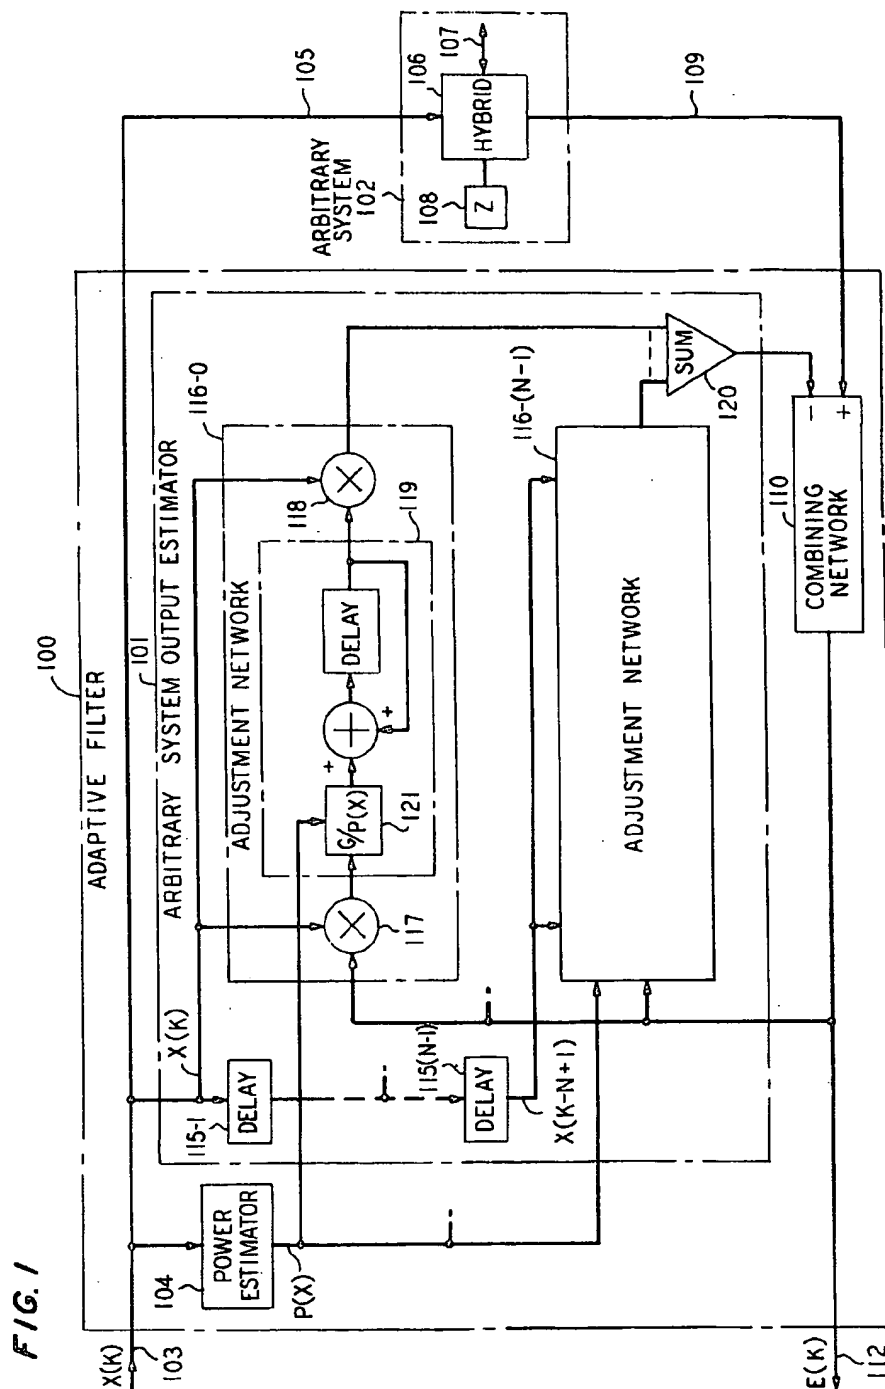 FIG. 1
ADAPTIVE FILTER
100
ARBITRARY SYSTEM OUTPUT ESTIMATOR
101
X(K)
103
105
ARBITRARY
SYSTEM
102
106
107
HYBRID
108
Z
109
104
POWER
ESTIMATOR
P(X)
X(K)
115-1
DELAY
115(N-1)
DELAY
X(K-N+1)
ADJUSTMENT NETWORK
116-0
117
G/P(X)
121
+
+
DELAY
119
118
ADJUSTMENT NETWORK
116-(N-1)
SUM
120
-
+
110
COMBINING
NETWORK
E(K)
112